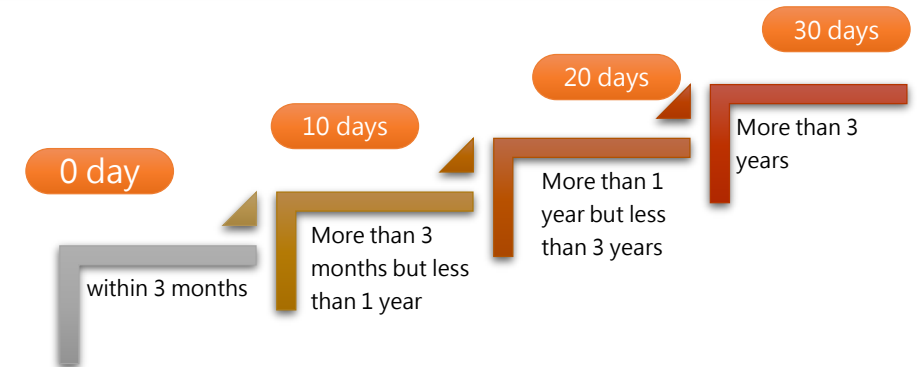 0 day
within 3 months
10 days
More than 3
months but less
than 1 year
20 days
More than 1
year but less
than 3 years
30 days
More than 3
years